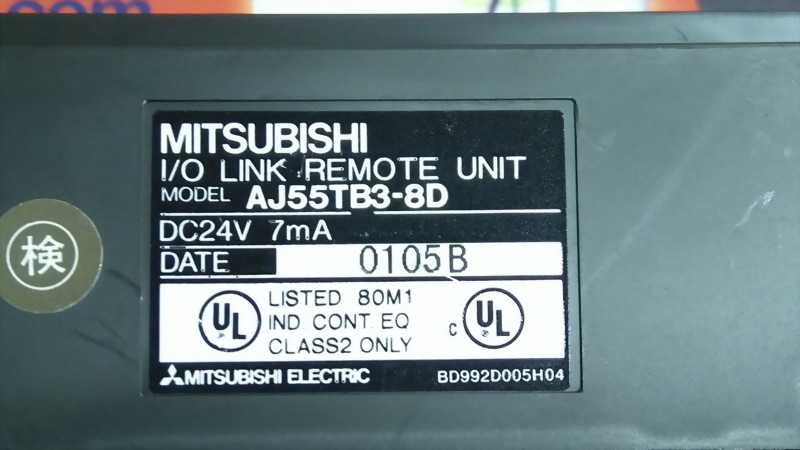 .com
MITSUBISHI
I/O LINK REMOTE UNIT
MODEL AJ55TB3-8D
DC24V 7mA
DATE 0105B
検
UL LISTED 80M1
IND. CONT. EQ
CLASS2 ONLY
C UL
MITSUBISHI ELECTRIC BD992D005H04